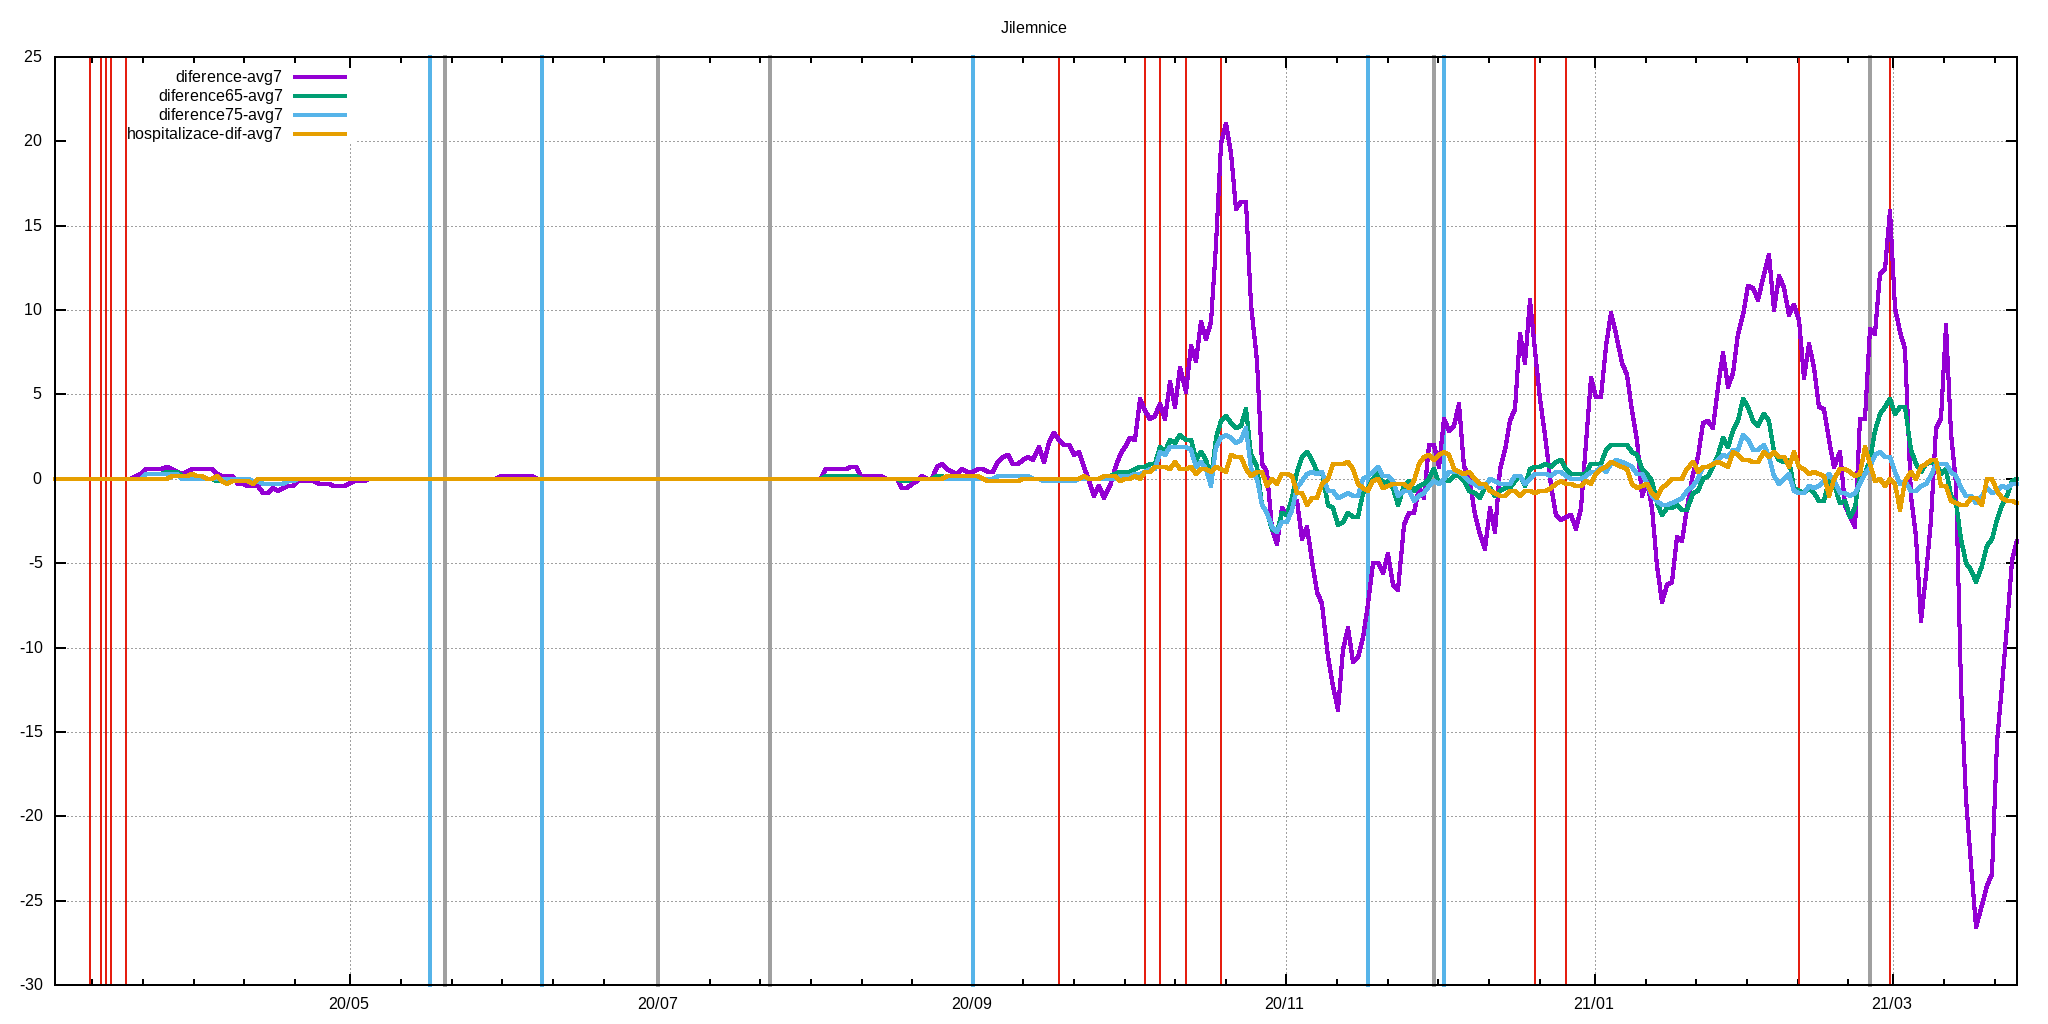 Jilemnice
25
20
15
10
5
0
-5
-10
-15
-20
-25
-30
diference-avg7
diference65-avg7
diference75-avg7
hospitalizace-dif-avg7
20/05 20/07 20/09 20/11 21/01 21/03